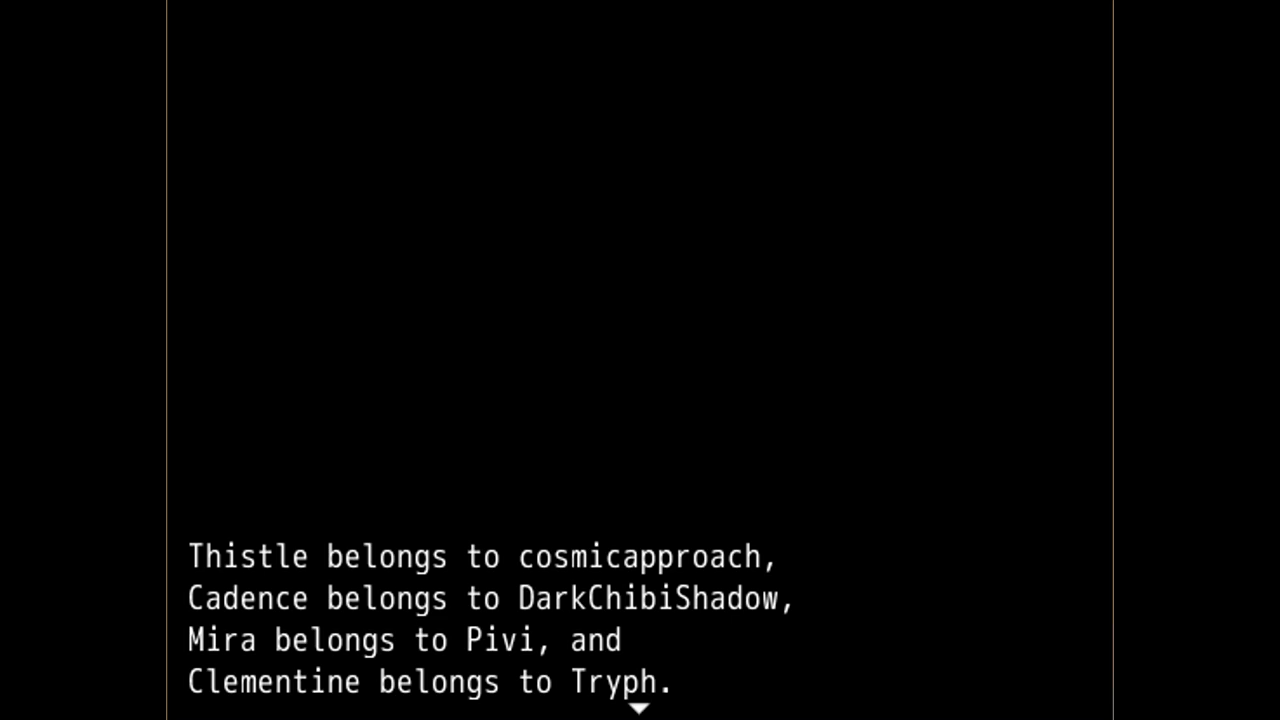 Thistle belongs to cosmicapproach,
Cadence belongs to DarkChibiShadow,
Mira belongs to Pivi, and
Clementine belongs to Tryph.